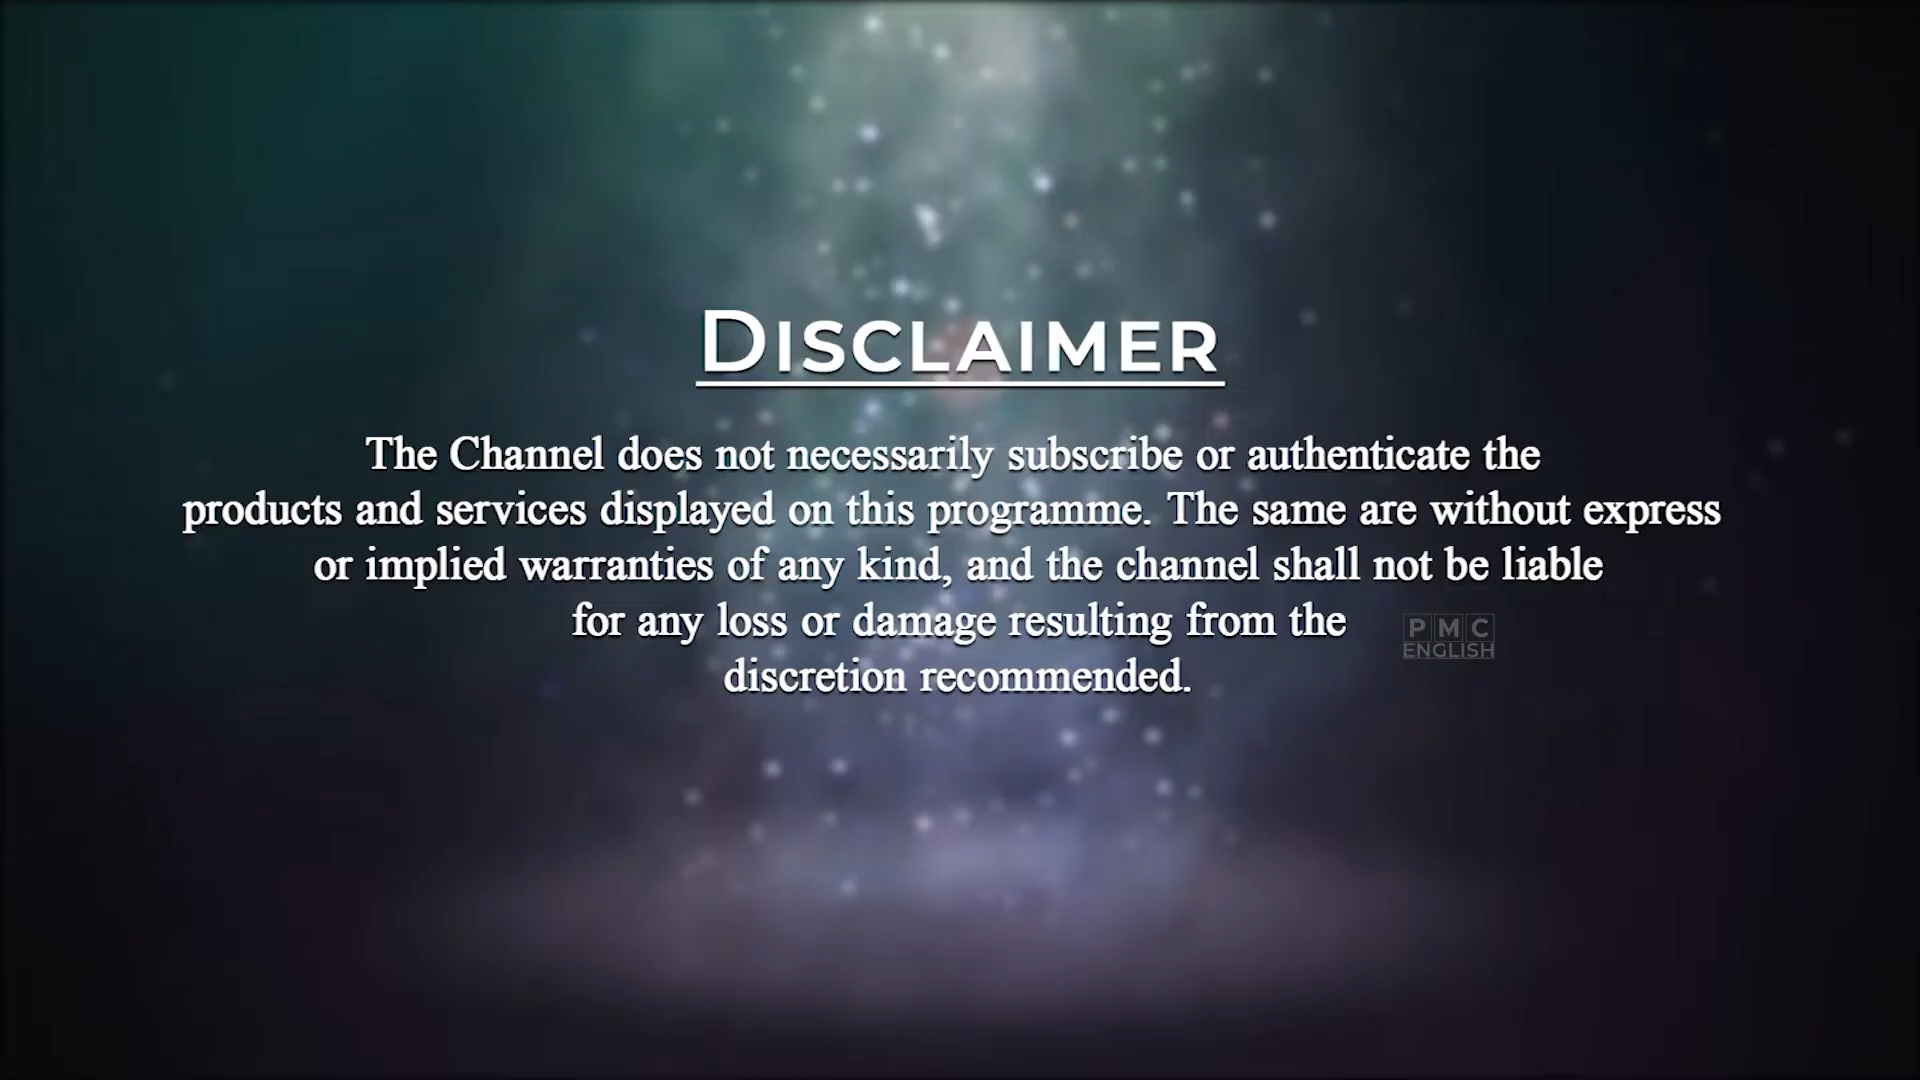 DISCLAIMER
The Channel does not necessarily subscribe or authenticate the
products and services displayed on this programme. The same are without express
or implied warranties of any kind, and the channel shall not be liable
for any loss or damage resulting from the
discretion recommended.
PMC
ENGLISH